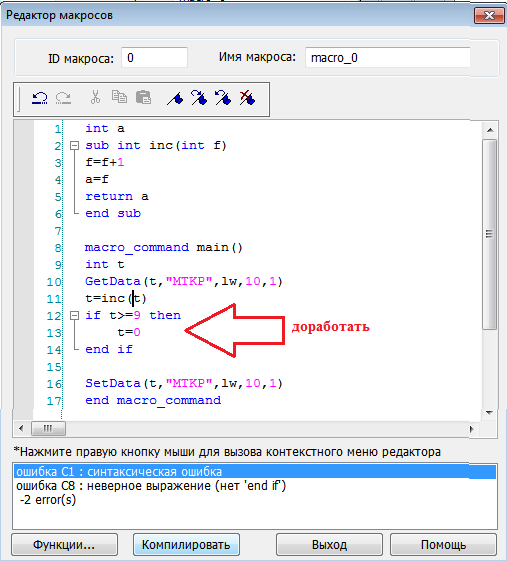 Редактор макросов
ID макроса: 0 Имя макроса: macro_0
1 int a
2 sub int inc(int f)
3 f=f+1
4 a=f
5 return a
6 end sub
7
8 macro_command main()
9 int t
10 GetData(t,"МТКР",lw,10,1)
11 t=inc(t)
12 if t>=9 then
13 t=0
доработать
14 end if
15
16 SetData(t,"МТКР",lw,10,1)
17 end macro_command
*Нажмите правую кнопку мыши для вызова контекстного меню редактора
ошибка C1 : синтаксическая ошибка
ошибка C8 : неверное выражение (нет 'end if')
-2 error(s)
Функции... Компилировать Выход Помощь